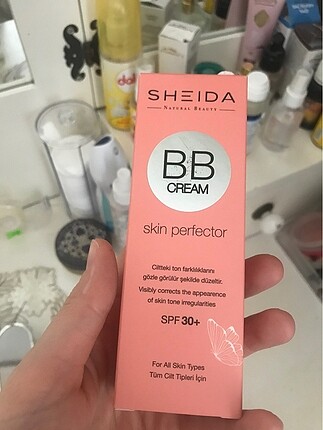 SHEIDA
NATURAL BEAUTY
BB
CREAM
skin perfector
Ciltteki ton farklılıklarını
gözle görülür şekilde düzeltir.
Visibly corrects the appearence
of skin tone irregularities
SPF 30+
For All Skin Types
Tüm Cilt Tipleri İçin